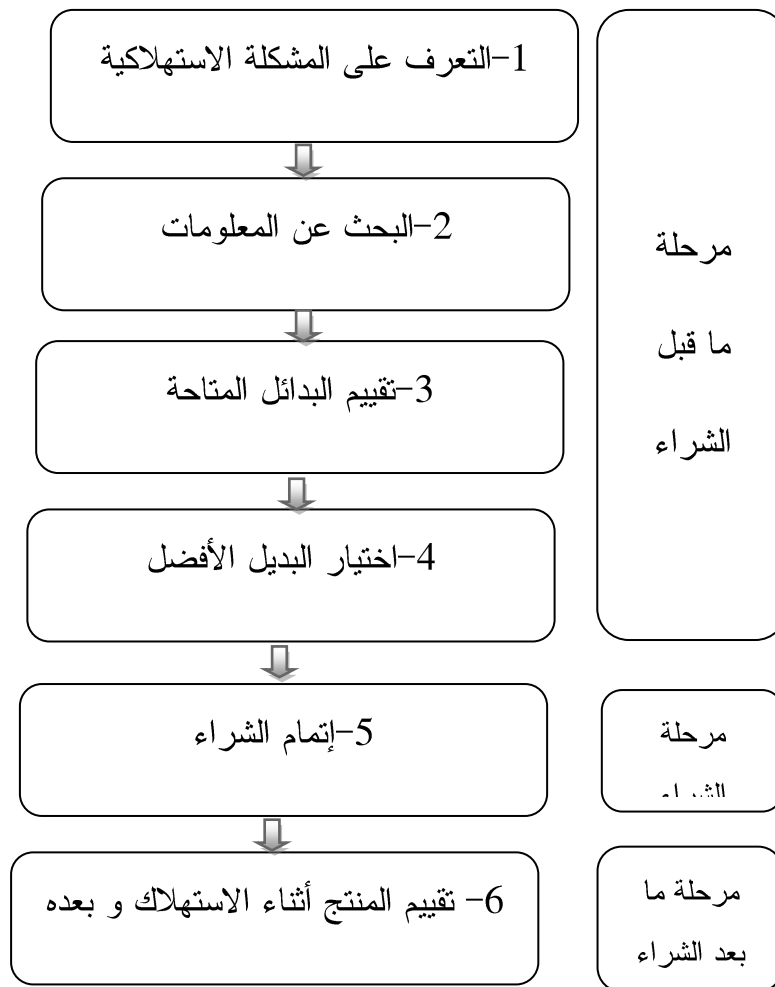 1-التعرف على المشكلة الاستهلاكية
2-البحث عن المعلومات
3-تقييم البدائل المتاحة
4-اختيار البديل الأفضل
5-إتمام الشراء
6- تقييم المنتج أثناء الاستهلاك و بعده
مرحلة
ما قبل
الشراء
مرحلة
الشراء
مرحلة ما
بعد الشراء